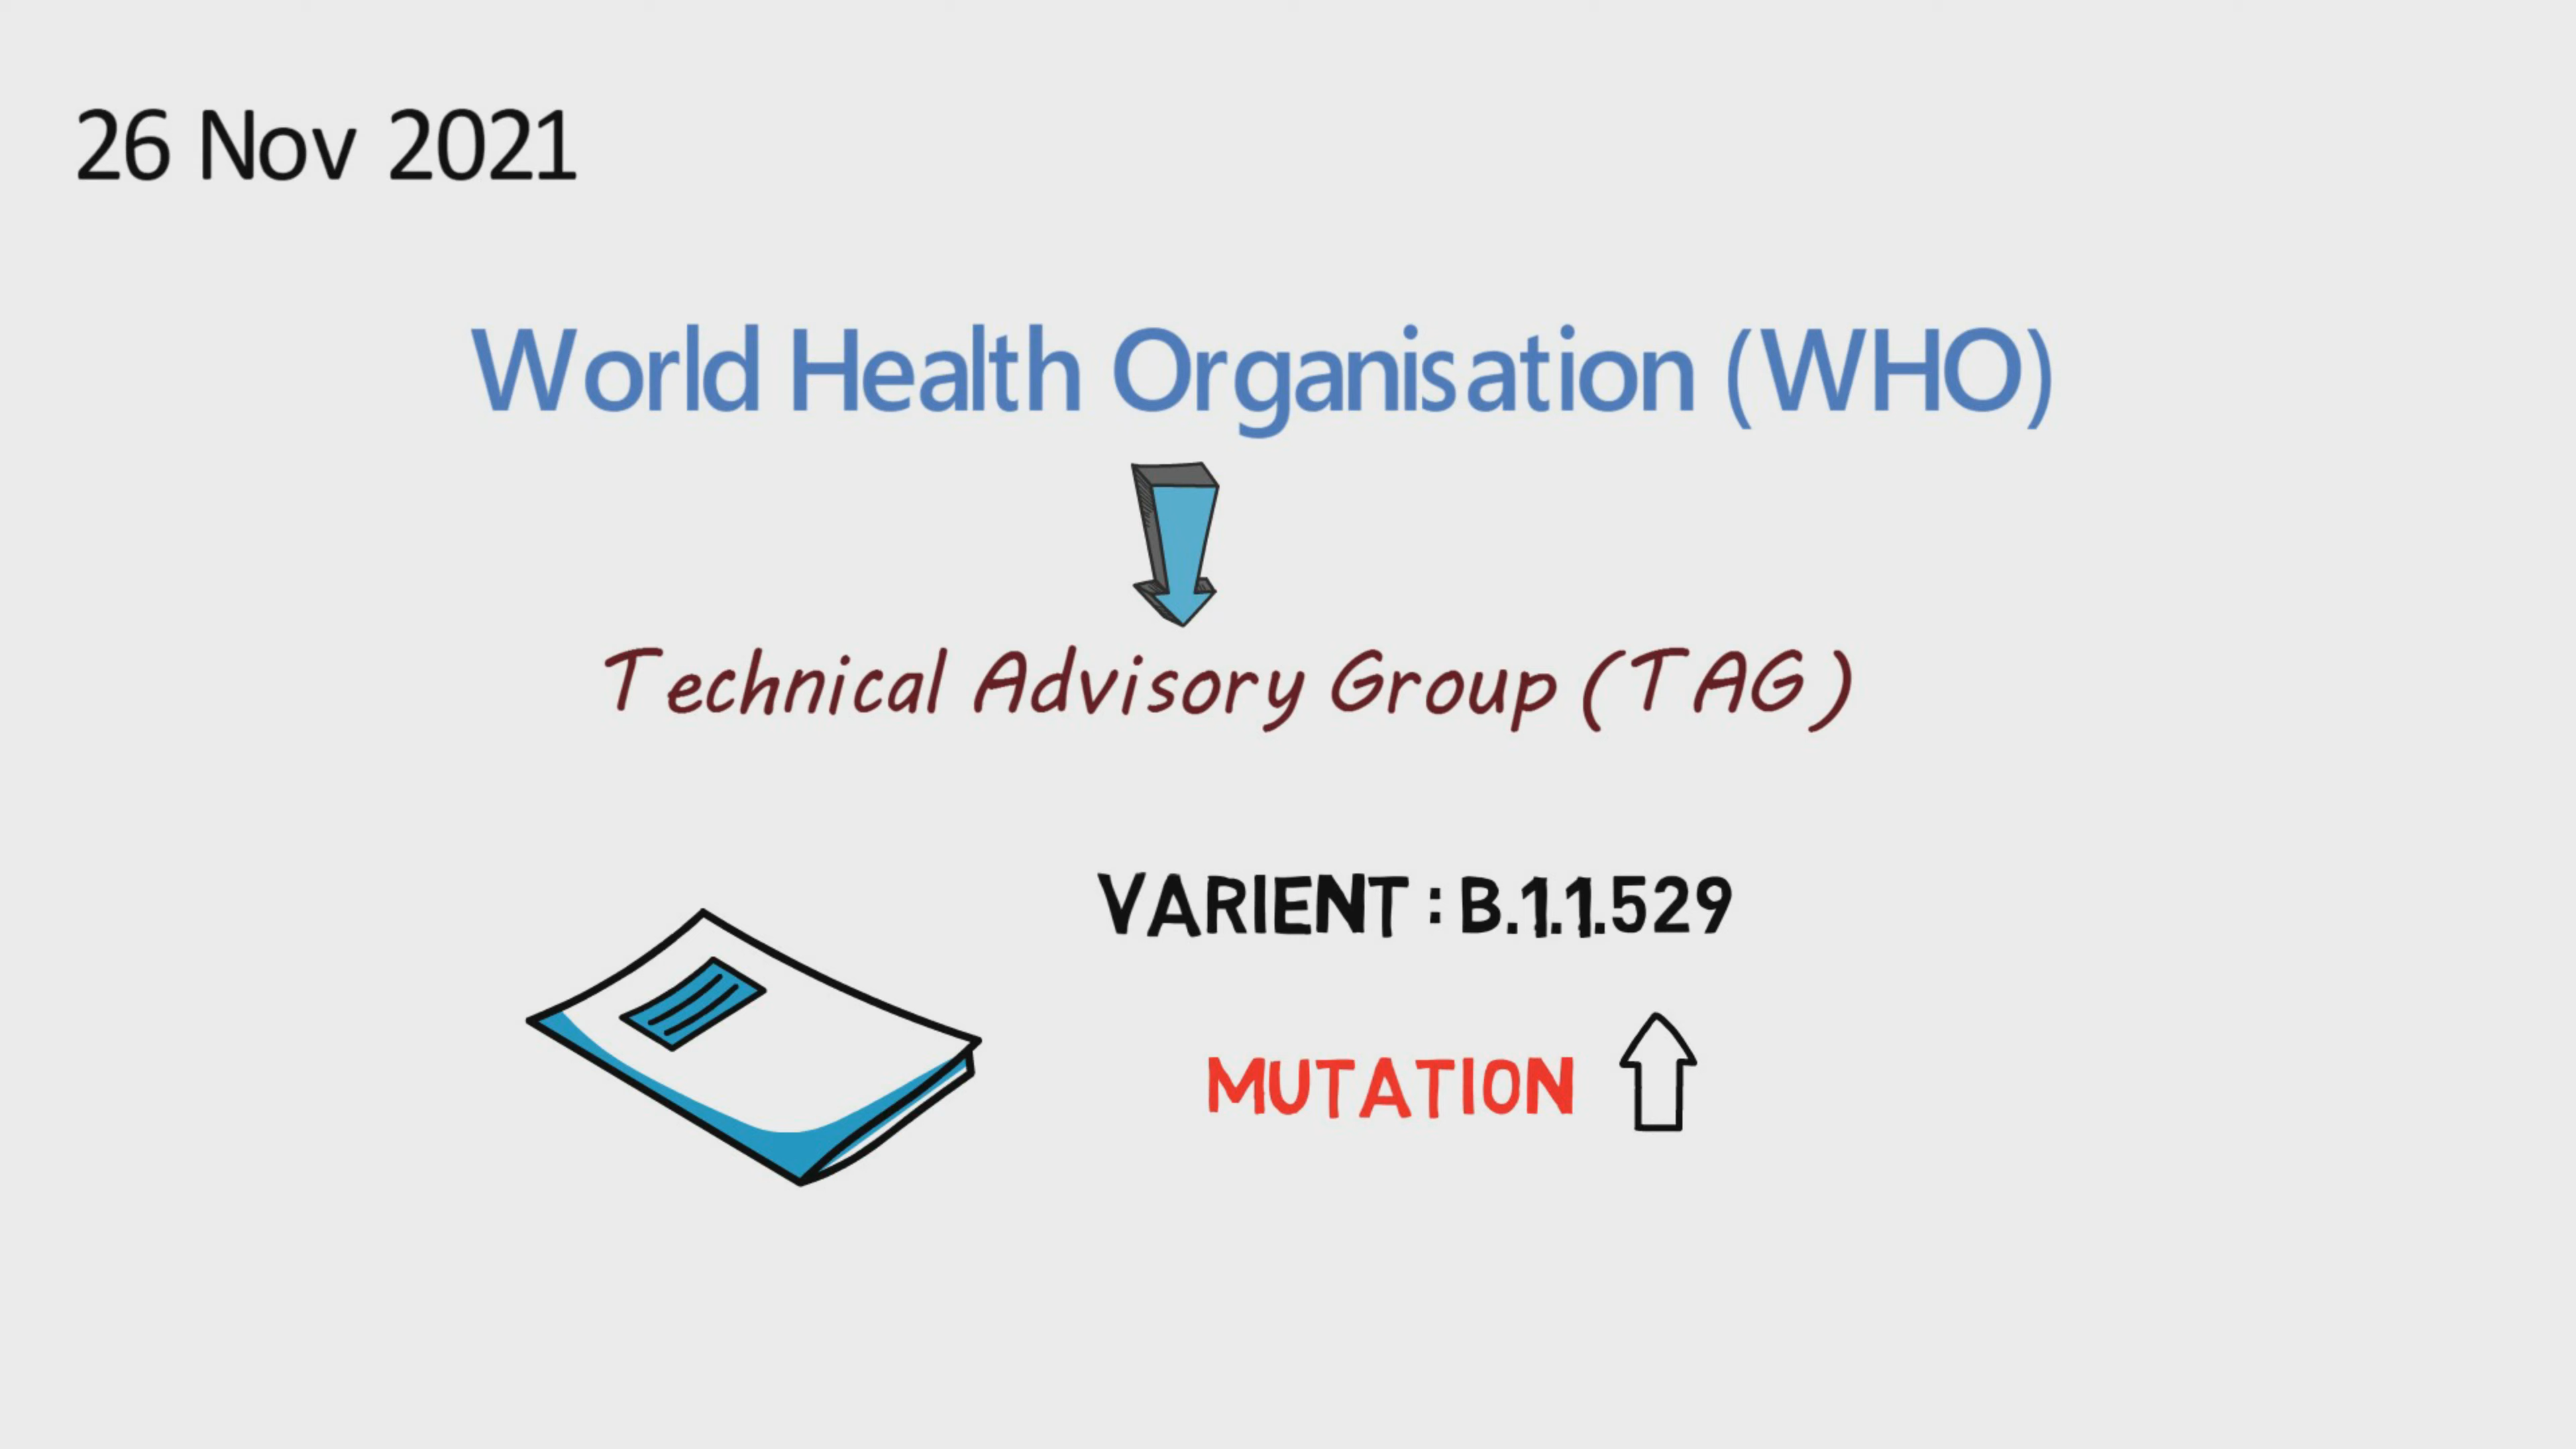 26 Nov 2021
World Health Organisation (WHO)
Technical Advisory Group (TAG)
VARIENT : B.1.1.529
MUTATION